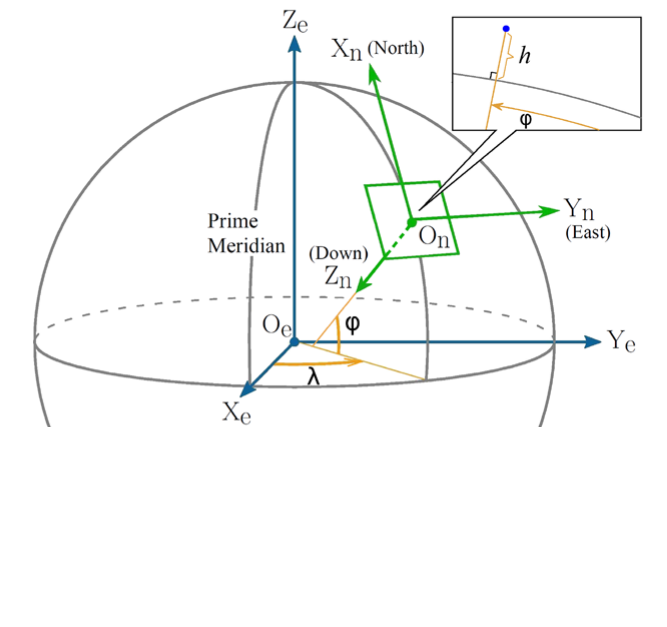 Ze
Xn (North)
h
φ
Prime
Meridian
Yn
(East)
On
(Down)
Zn
Oe
φ
Ye
λ
Xe